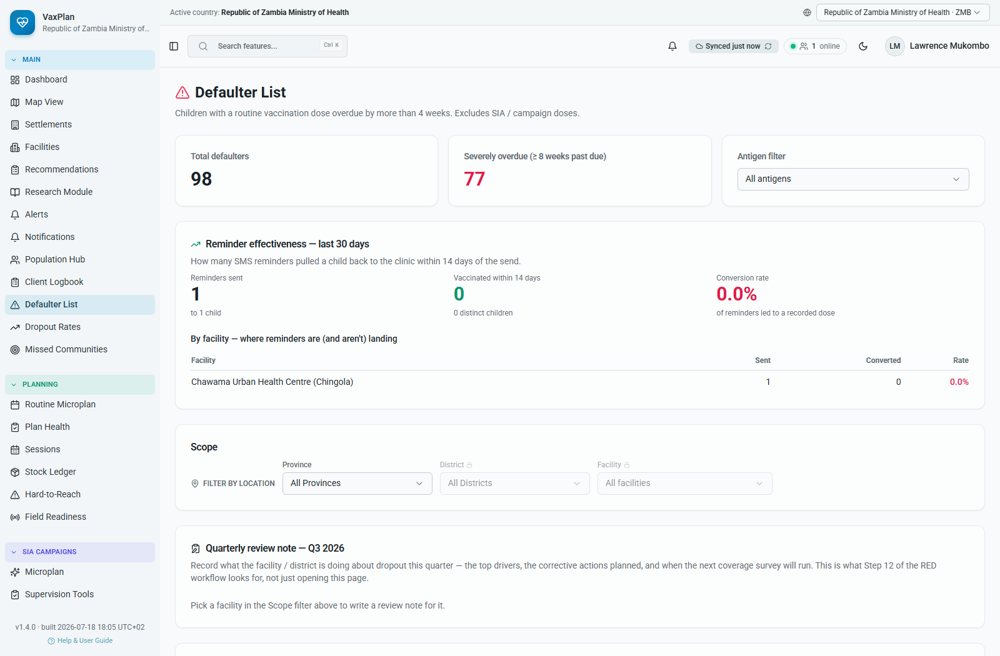 VaxPlan
Republic of Zambia Ministry of...
MAIN
Dashboard
Map View
Settlements
Facilities
Recommendations
Research Module
Alerts
Notifications
Population Hub
Client Logbook
Defaulter List
Dropout Rates
Missed Communities
PLANNING
Routine Microplan
Plan Health
Sessions
Stock Ledger
Hard-to-Reach
Field Readiness
SIA CAMPAIGNS
Microplan
Supervision Tools
v1.4.0 · built 2026-07-18 18:05 UTC+02
Help & User Guide
Active country: Republic of Zambia Ministry of Health
Republic of Zambia Ministry of Health · ZMB
Search features...
Ctrl K
Synced just now
1 online
LM
Lawrence Mukombo
Defaulter List
Children with a routine vaccination dose overdue by more than 4 weeks. Excludes SIA / campaign doses.
Total defaulters
98
Severely overdue (≥ 8 weeks past due)
77
Antigen filter
All antigens
Reminder effectiveness — last 30 days
How many SMS reminders pulled a child back to the clinic within 14 days of the send.
Reminders sent
1
to 1 child
Vaccinated within 14 days
0
0 distinct children
Conversion rate
0.0%
of reminders led to a recorded dose
By facility — where reminders are (and aren't) landing
Facility Sent Converted Rate
Chawama Urban Health Centre (Chingola) 1 0 0.0%
Scope
FILTER BY LOCATION
Province
All Provinces
District
All Districts
Facility
All facilities
Quarterly review note — Q3 2026
Record what the facility / district is doing about dropout this quarter — the top drivers, the corrective actions planned, and when the next coverage survey will run. This is what Step 12 of the RED
workflow looks for, not just opening this page.
Pick a facility in the Scope filter above to write a review note for it.